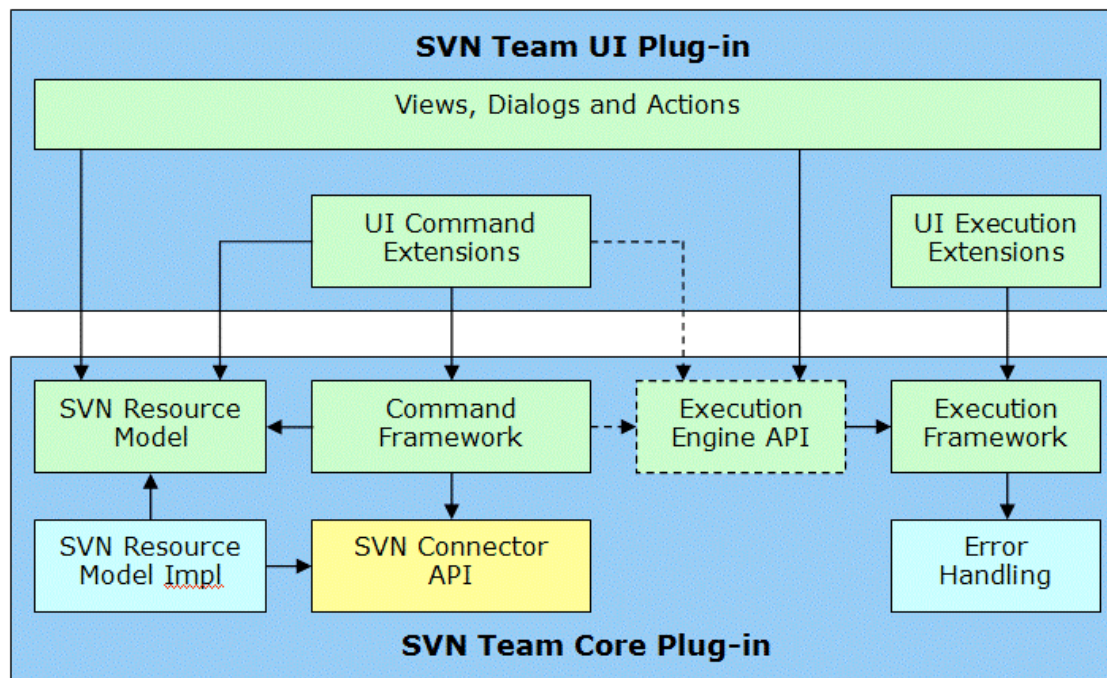 SVN Team UI Plug-in
Views, Dialogs and Actions
UI Command
Extensions
UI Execution
Extensions
SVN Resource
Model
Command
Framework
Execution
Engine API
Execution
Framework
SVN Resource
Model Impl
SVN Connector
API
Error
Handling
SVN Team Core Plug-in